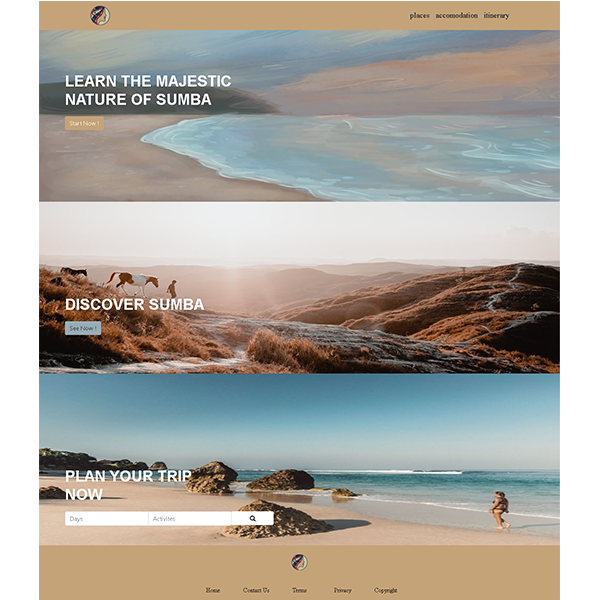 places accomodation itinerary
LEARN THE MAJESTIC
NATURE OF SUMBA
Start Now !
DISCOVER SUMBA
See Now !
PLAN YOUR TRIP
NOW
Days Activites
Home Contact Us Terms Privacy Copyright